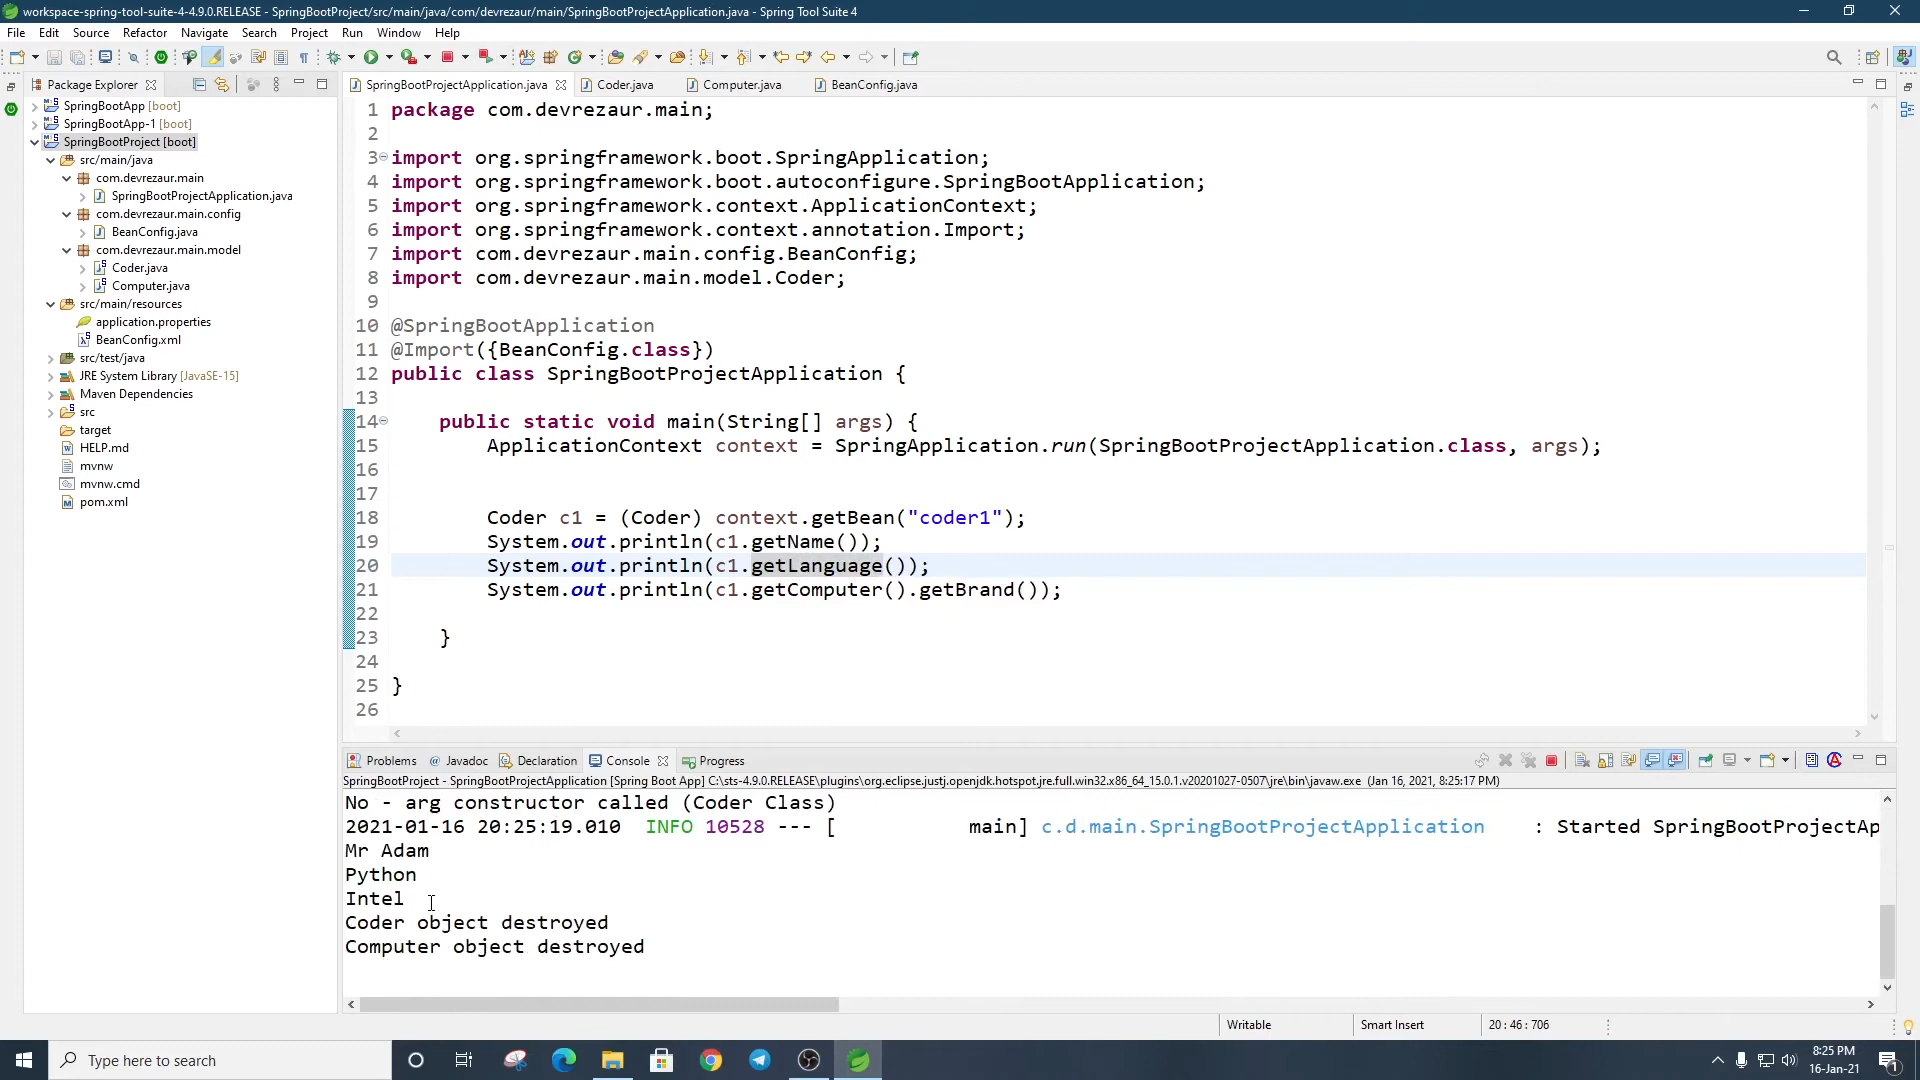 workspace-spring-tool-suite-4-4.9.0.RELEASE - SpringBootProject/src/main/java/com/devrezaur/main/SpringBootProjectApplication.java - Spring Tool Suite 4
File Edit Source Refactor Navigate Search Project Run Window Help
Package Explorer
SpringBootApp [boot]
SpringBootApp-1 [boot]
SpringBootProject [boot]
src/main/java
com.devrezaur.main
SpringBootProjectApplication.java
com.devrezaur.main.config
BeanConfig.java
com.devrezaur.main.model
Coder.java
Computer.java
src/main/resources
application.properties
BeanConfig.xml
src/test/java
JRE System Library [JavaSE-15]
Maven Dependencies
src
target
HELP.md
mvnw
mvnw.cmd
pom.xml
SpringBootProjectApplication.java Coder.java Computer.java BeanConfig.java
1 package com.devrezaur.main;
2
3 import org.springframework.boot.SpringApplication;
4 import org.springframework.boot.autoconfigure.SpringBootApplication;
5 import org.springframework.context.ApplicationContext;
6 import org.springframework.context.annotation.Import;
7 import com.devrezaur.main.config.BeanConfig;
8 import com.devrezaur.main.model.Coder;
9
10 @SpringBootApplication
11 @Import({BeanConfig.class})
12 public class SpringBootProjectApplication {
13
14 public static void main(String[] args) {
15 ApplicationContext context = SpringApplication.run(SpringBootProjectApplication.class, args);
16
17
18 Coder c1 = (Coder) context.getBean("coder1");
19 System.out.println(c1.getName());
20 System.out.println(c1.getLanguage());
21 System.out.println(c1.getComputer().getBrand());
22
23 }
24
25 }
26
Problems @ Javadoc Declaration Console Progress
SpringBootProject - SpringBootProjectApplication [Spring Boot App] C:\sts-4.9.0.RELEASE\plugins\org.eclipse.justj.openjdk.hotspot.jre.full.win32.x86_64_15.0.1.v20201027-0507\jre\bin\javaw.exe (Jan 16, 2021, 8:25:17 PM)
No - arg constructor called (Coder Class)
2021-01-16 20:25:19.010 INFO 10528 --- [ main] c.d.main.SpringBootProjectApplication : Started SpringBootProjectAp
Mr Adam
Python
Intel
Coder object destroyed
Computer object destroyed
Writable Smart Insert 20 : 46 : 706
Type here to search
8:25 PM
16-Jan-21
1